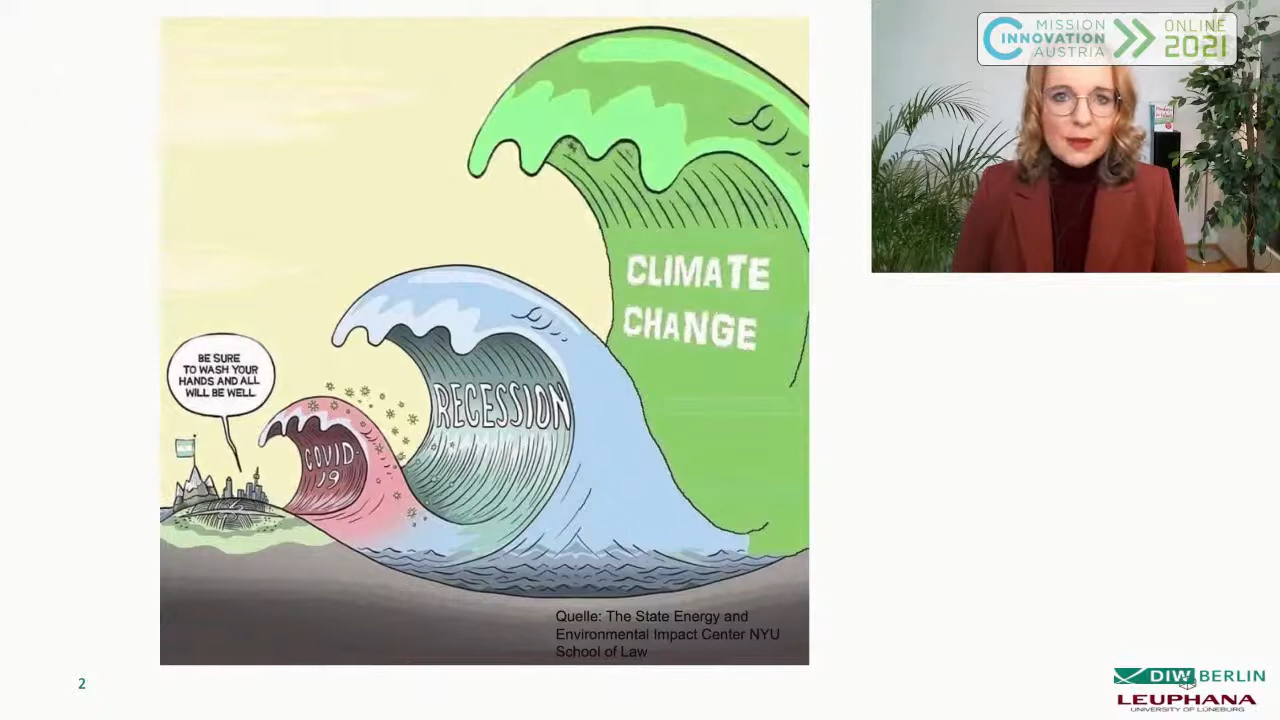 MISSION
INNOVATION
AUSTRIA
ONLINE
2021
CLIMATE
CHANGE
BE SURE
TO WASH YOUR
HANDS AND ALL
WILL BE WELL
RECESSION
COVID-
19
Quelle: The State Energy and
Environmental Impact Center NYU
School of Law
2
DIW BERLIN
LEUPHANA
UNIVERSITY OF LÜNEBURG